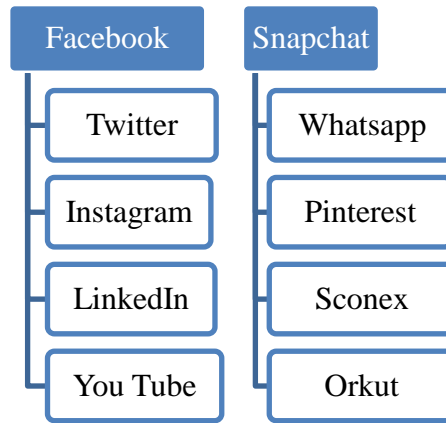 Facebook
Twitter
Instagram
LinkedIn
You Tube
Snapchat
Whatsapp
Pinterest
Sconex
Orkut